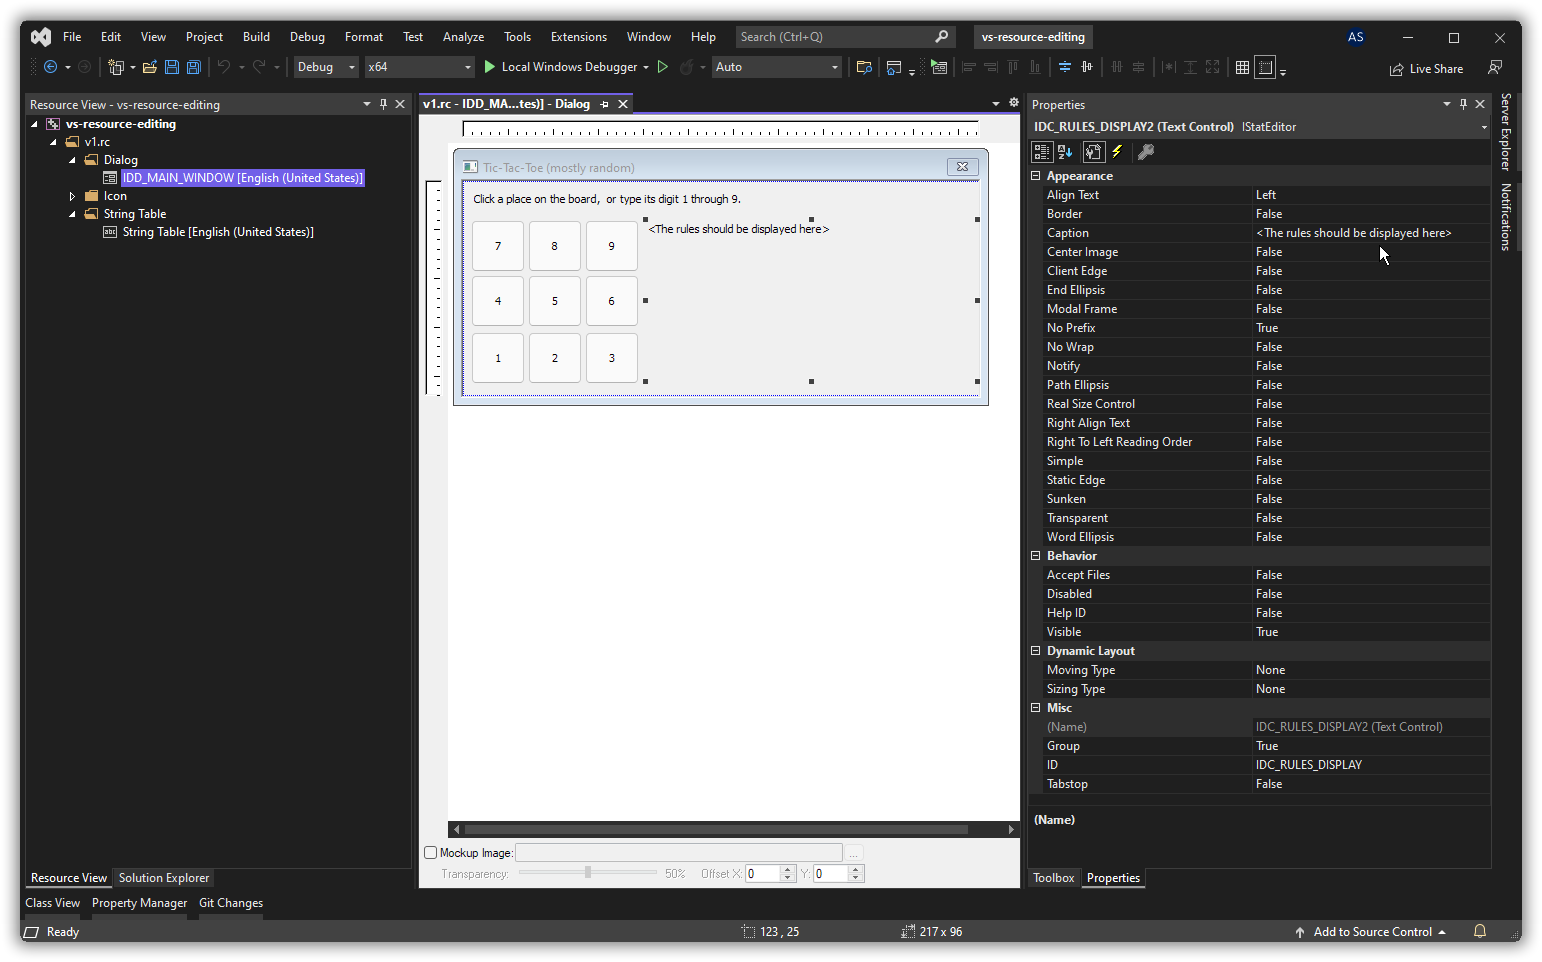 File Edit View Project Build Debug Format Test Analyze Tools Extensions Window Help Search (Ctrl+Q) vs-resource-editing AS
Debug x64 Local Windows Debugger Auto Live Share
Resource View - vs-resource-editing
vs-resource-editing
v1.rc
Dialog
IDD_MAIN_WINDOW [English (United States)]
Icon
String Table
abc String Table [English (United States)]
Resource View Solution Explorer
Class View Property Manager Git Changes
v1.rc - IDD_MA...tes)] - Dialog
Tic-Tac-Toe (mostly random)
Click a place on the board, or type its digit 1 through 9.
7 8 9 <The rules should be displayed here>
4 5 6
1 2 3
Mockup Image: ...
Transparency: 50% Offset X: 0 Y: 0
Properties
IDC_RULES_DISPLAY2 (Text Control) IStatEditor
Appearance
Align Text Left
Border False
Caption <The rules should be displayed here>
Center Image False
Client Edge False
End Ellipsis False
Modal Frame False
No Prefix True
No Wrap False
Notify False
Path Ellipsis False
Real Size Control False
Right Align Text False
Right To Left Reading Order False
Simple False
Static Edge False
Sunken False
Transparent False
Word Ellipsis False
Behavior
Accept Files False
Disabled False
Help ID False
Visible True
Dynamic Layout
Moving Type None
Sizing Type None
Misc
(Name) IDC_RULES_DISPLAY2 (Text Control)
Group True
ID IDC_RULES_DISPLAY
Tabstop False
(Name)
Toolbox Properties
Server Explorer
Notifications
Ready 123 , 25 217 x 96 Add to Source Control